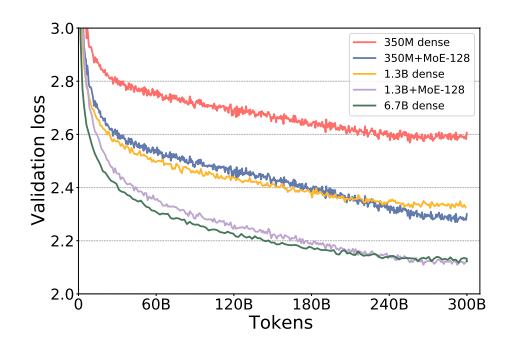 3.0
2.8
2.6
2.4
2.2
2.0
Validation loss
350M dense
350M+MoE-128
1.3B dense
1.3B+MoE-128
6.7B dense
0 60B 120B 180B 240B 300B
Tokens